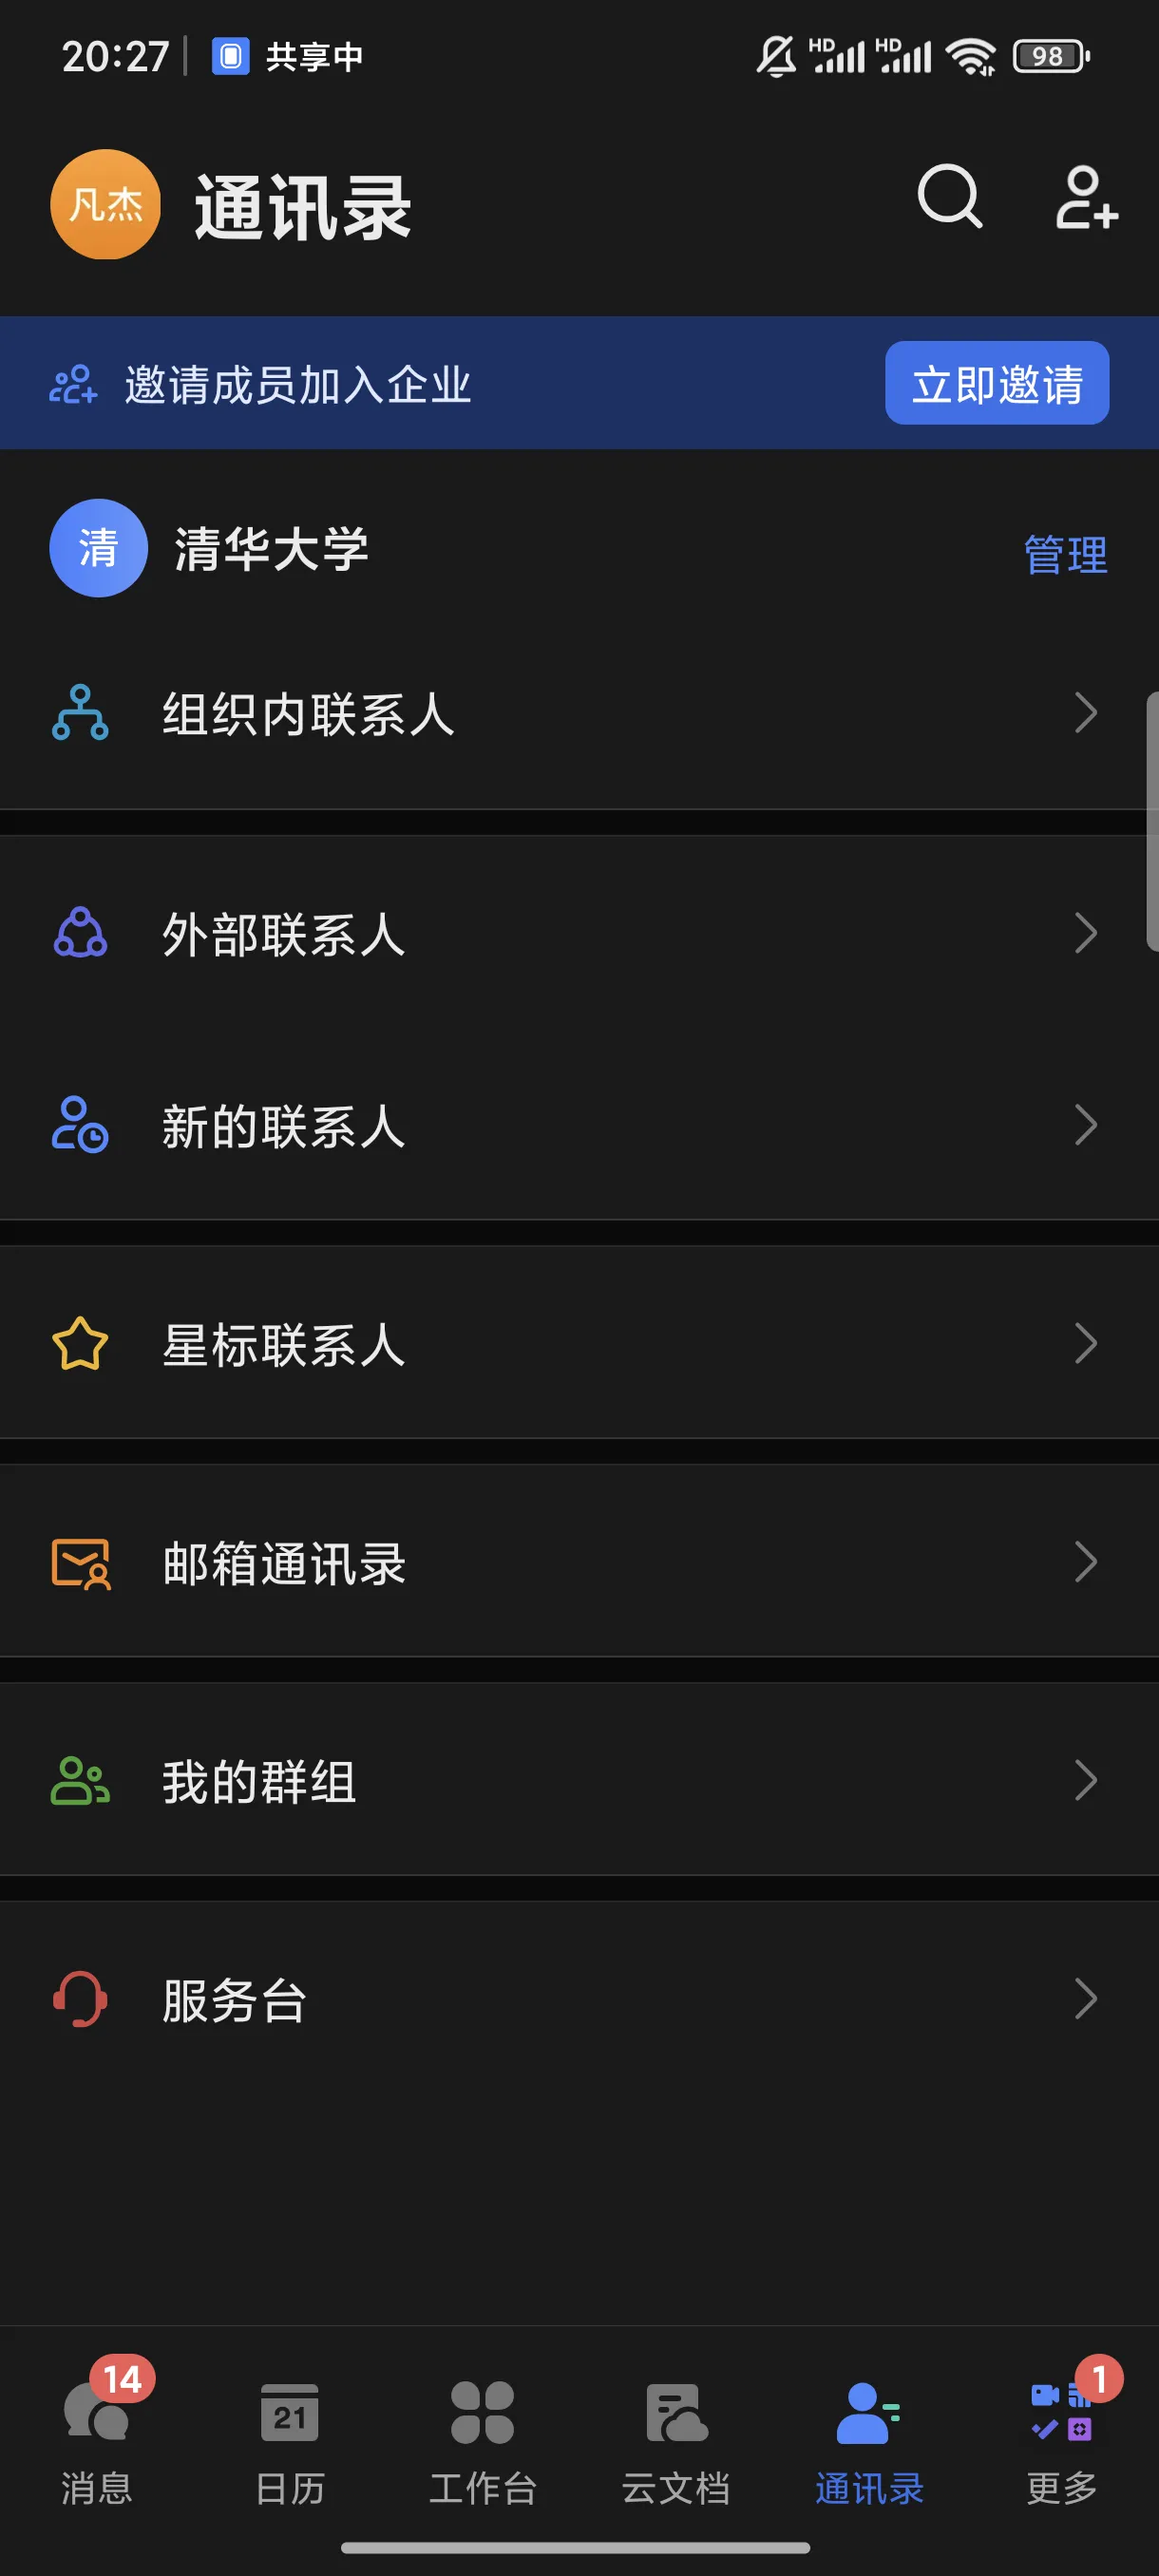 20:27 共享中 HD HD 98
凡杰 通讯录
邀请成员加入企业 立即邀请
清 清华大学 管理
组织内联系人
外部联系人
新的联系人
星标联系人
邮箱通讯录
我的群组
服务台
14 1
21
消息 日历 工作台 云文档 通讯录 更多